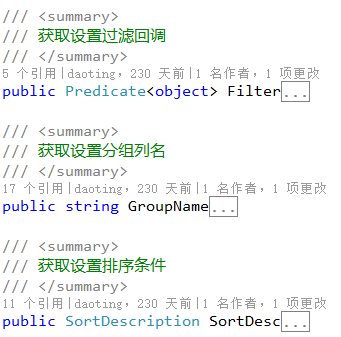 /// <summary>
/// 获取设置过滤回调
/// </summary>
5 个引用|daoting，230 天前|1 名作者，1 项更改
public Predicate<object> Filter...
/// <summary>
/// 获取设置分组列名
/// </summary>
17 个引用|daoting，230 天前|1 名作者，1 项更改
public string GroupName...
/// <summary>
/// 获取设置排序条件
/// </summary>
11 个引用|daoting，230 天前|1 名作者，1 项更改
public SortDescription SortDesc...